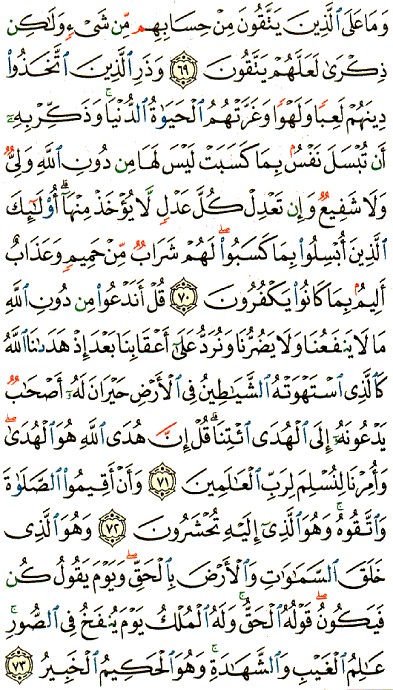 وَمَا عَلَى ٱلَّذِينَ يَتَّقُونَ مِنْ حِسَابِهِم مِّن شَىْءٍ وَلَٰكِن
ذِكْرَىٰ لَعَلَّهُمْ يَتَّقُونَ ٦٩ وَذَرِ ٱلَّذِينَ ٱتَّخَذُوا۟
دِينَهُمْ لَعِبًا وَلَهْوًا وَغَرَّتْهُمُ ٱلْحَيَوٰةُ ٱلدُّنْيَا ۚ وَذَكِّرْ بِهِۦٓ
أَن تُبْسَلَ نَفْسٌۢ بِمَا كَسَبَتْ لَيْسَ لَهَا مِن دُونِ ٱللَّهِ وَلِىٌّ
وَلَا شَفِيعٌ وَإِن تَعْدِلْ كُلَّ عَدْلٍ لَّا يُؤْخَذْ مِنْهَآ ۗ أُو۟لَٰٓئِكَ
ٱلَّذِينَ أُبْسِلُوا۟ بِمَا كَسَبُوا۟ ۖ لَهُمْ شَرَابٌ مِّنْ حَمِيمٍ وَعَذَابٌ
أَلِيمٌۢ بِمَا كَانُوا۟ يَكْفُرُونَ ٧٠ قُلْ أَنَدْعُوا۟ مِن دُونِ ٱللَّهِ
مَا لَا يَنفَعُنَا وَلَا يَضُرُّنَا وَنُرَدُّ عَلَىٰٓ أَعْقَابِنَا بَعْدَ إِذْ هَدَىٰنَا ٱللَّهُ
كَٱلَّذِى ٱسْتَهْوَتْهُ ٱلشَّيَٰطِينُ فِى ٱلْأَرْضِ حَيْرَانَ لَهُۥٓ أَصْحَٰبٌ
يَدْعُونَهُۥٓ إِلَى ٱلْهُدَى ٱئْتِنَا ۗ قُلْ إِنَّ هُدَى ٱللَّهِ هُوَ ٱلْهُدَىٰ ۖ
وَأُمِرْنَا لِنُسْلِمَ لِرَبِّ ٱلْعَٰلَمِينَ ٧١ وَأَنْ أَقِيمُوا۟ ٱلصَّلَوٰةَ
وَٱتَّقُوهُ ۚ وَهُوَ ٱلَّذِىٓ إِلَيْهِ تُحْشَرُونَ ٧٢ وَهُوَ ٱلَّذِى
خَلَقَ ٱلسَّمَٰوَٰتِ وَٱلْأَرْضَ بِٱلْحَقِّ ۖ وَيَوْمَ يَقُولُ كُن
فَيَكُونُ ۚ قَوْلُهُ ٱلْحَقُّ ۚ وَلَهُ ٱلْمُلْكُ يَوْمَ يُنفَخُ فِى ٱلصُّورِ ۚ
عَٰلِمُ ٱلْغَيْبِ وَٱلشَّهَٰدَةِ ۚ وَهُوَ ٱلْحَكِيمُ ٱلْخَبِيرُ ٧٣